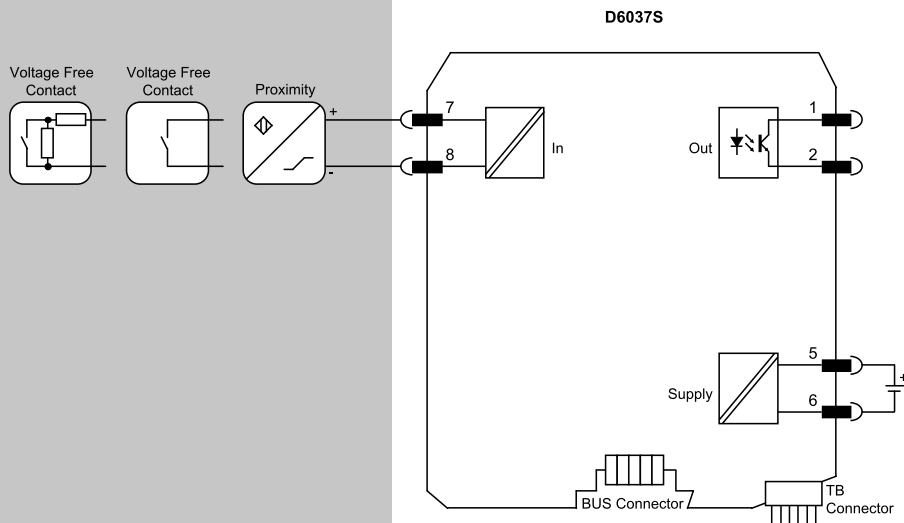 D6037S
Voltage Free
Contact
Voltage Free
Contact
Proximity
+
-
7
8
In
Out
1
2
Supply
5
6
+
BUS Connector
TB
Connector